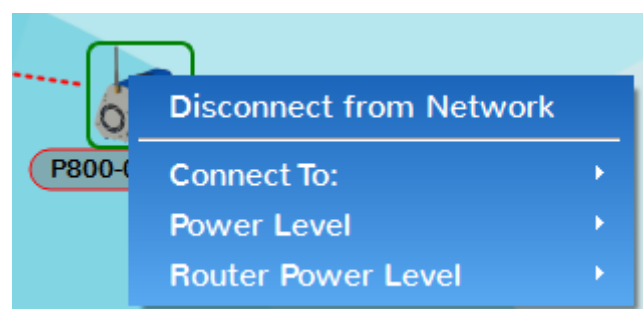 Disconnect from Network
P800-
Connect To:
Power Level
Router Power Level